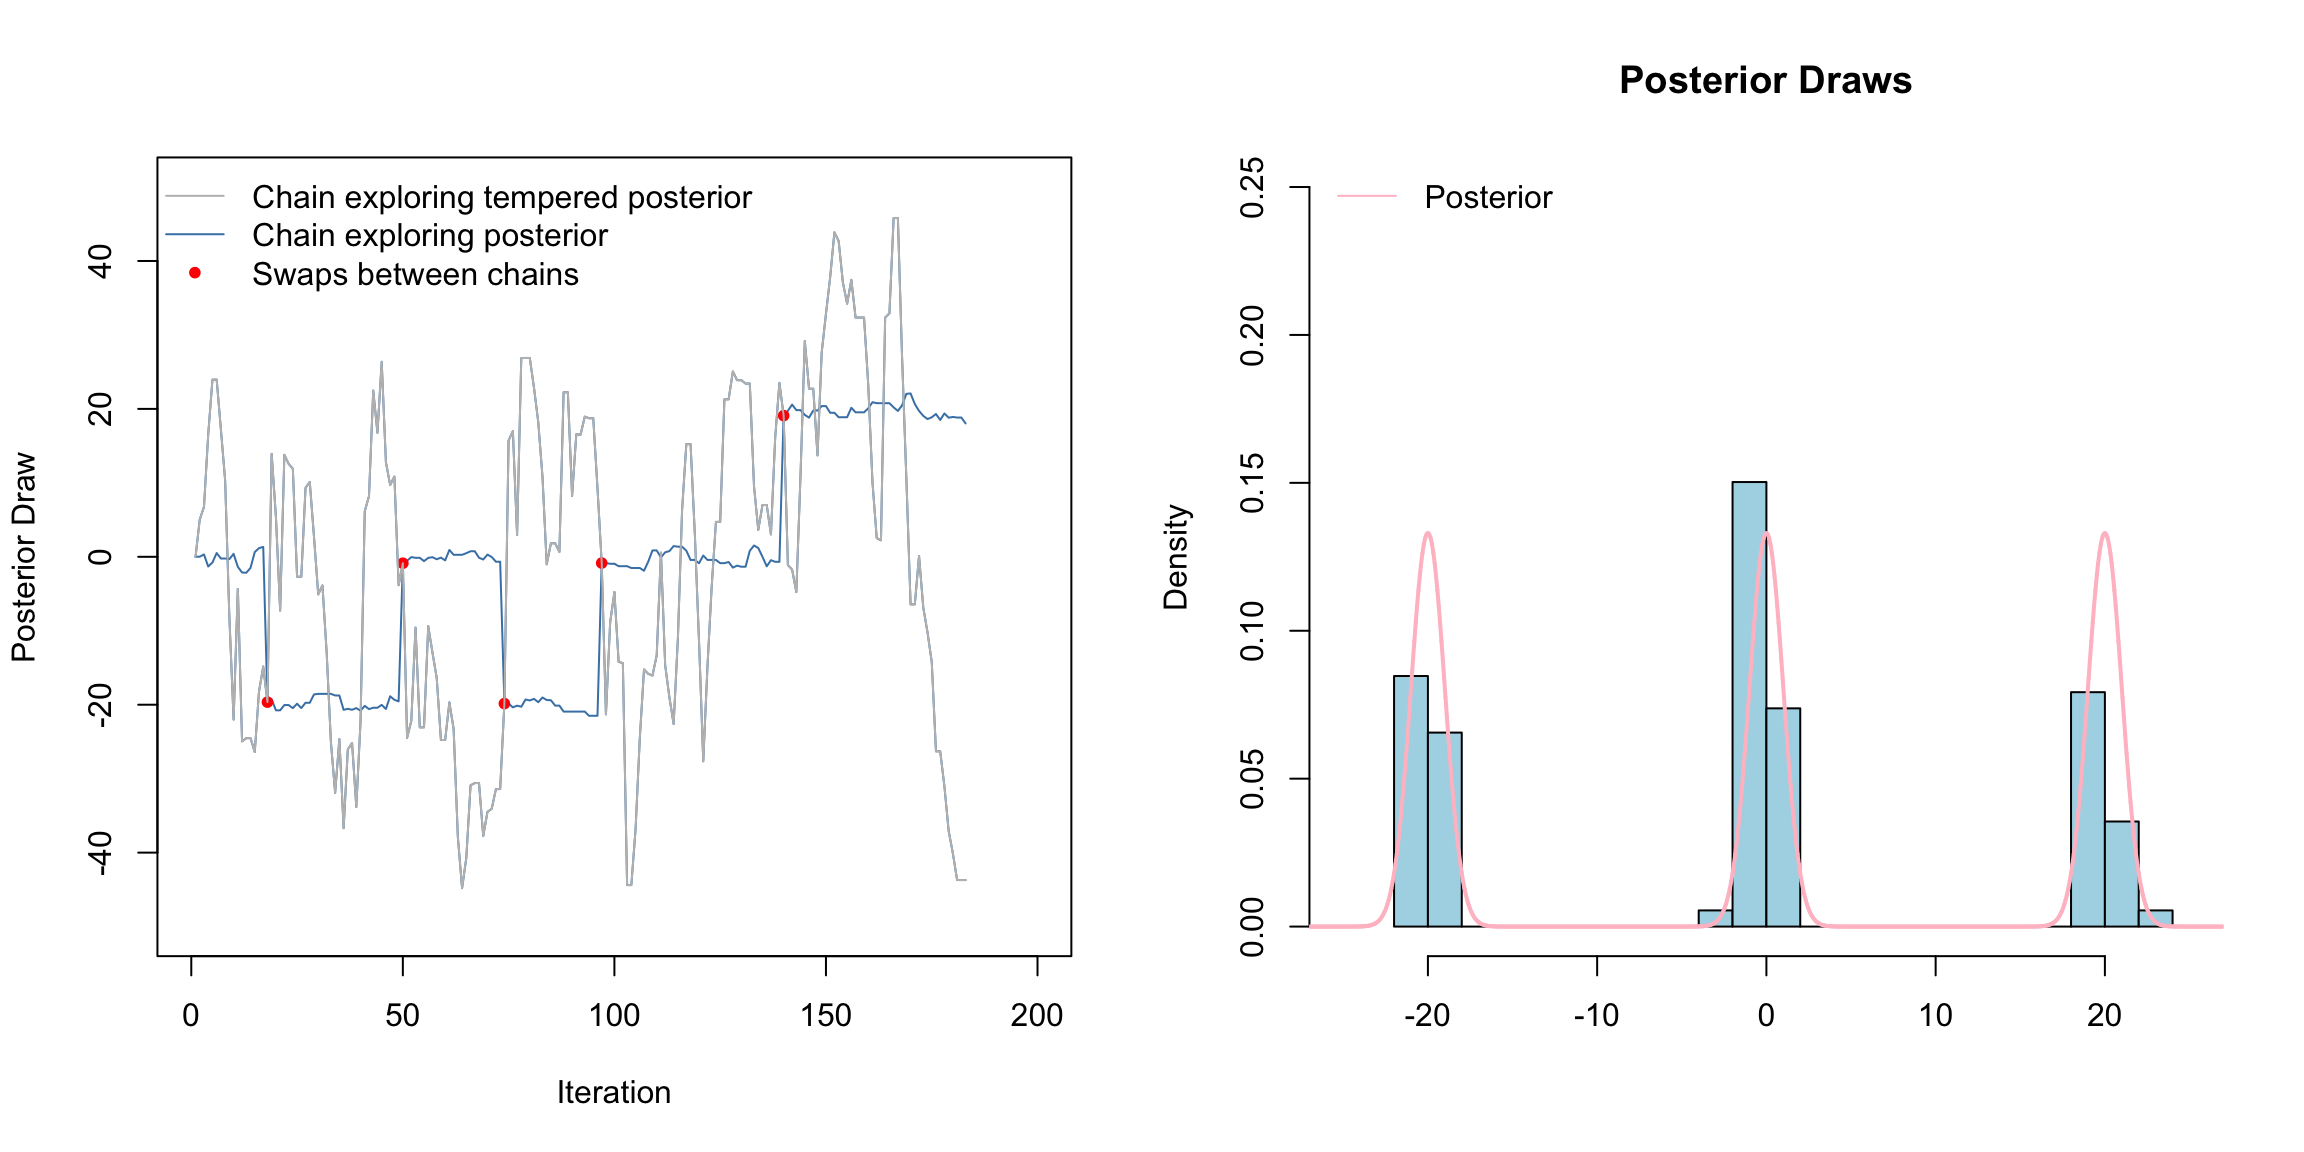 Chain exploring tempered posterior
Chain exploring posterior
Swaps between chains
Posterior Draw
40
20
0
-20
-40
0
50
100
150
200
Iteration
Posterior Draws
Posterior
Density
0.25
0.20
0.15
0.10
0.05
0.00
-20
-10
0
10
20